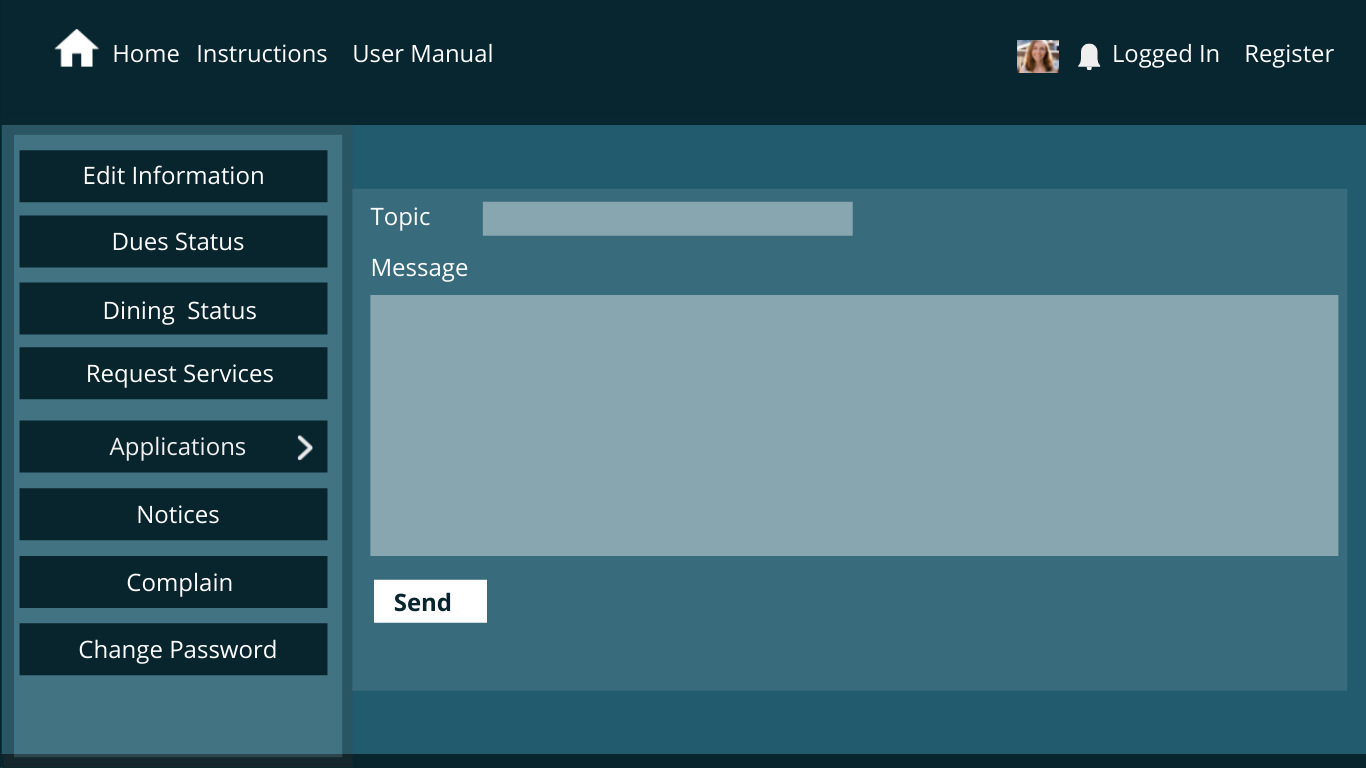 Home Instructions User Manual Logged In Register
Edit Information
Dues Status
Dining Status
Request Services
Applications
Notices
Complain
Change Password
Topic
Message
Send